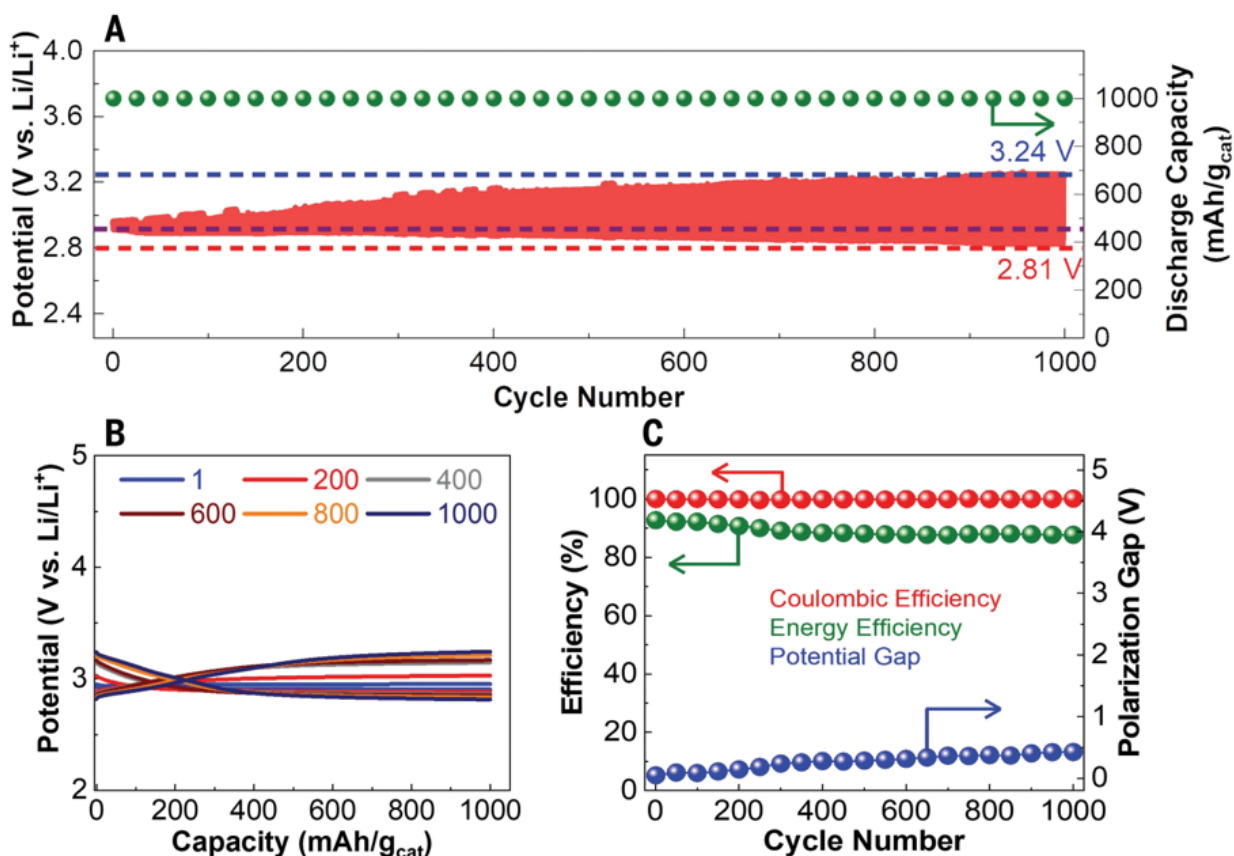 A
Potential (V vs. Li/Li⁺)
4.0
3.6
3.2
2.8
2.4
3.24 V
2.81 V
1000
800
600
400
200
0
Discharge Capacity
(mAh/g_cat)
0 200 400 600 800 1000
Cycle Number
B
Potential (V vs. Li/Li⁺)
5
4
3
2
1 200 400
600 800 1000
0 200 400 600 800 1000
Capacity (mAh/g_cat)
C
Efficiency (%)
100
80
60
40
20
0
Coulombic Efficiency
Energy Efficiency
Potential Gap
5
4
3
2
1
0
Polarization Gap (V)
0 200 400 600 800 1000
Cycle Number